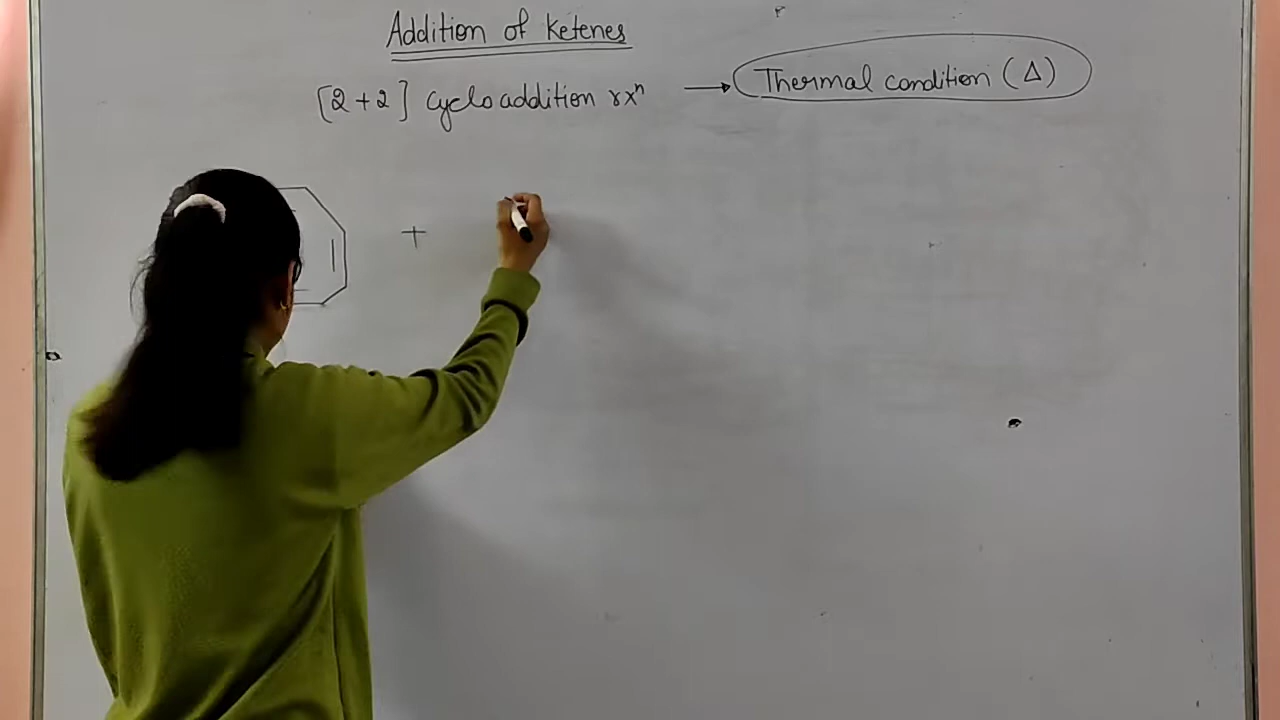 Addition of Ketenes
[2+2] cycloaddition rxⁿ → Thermal condition (Δ)
+